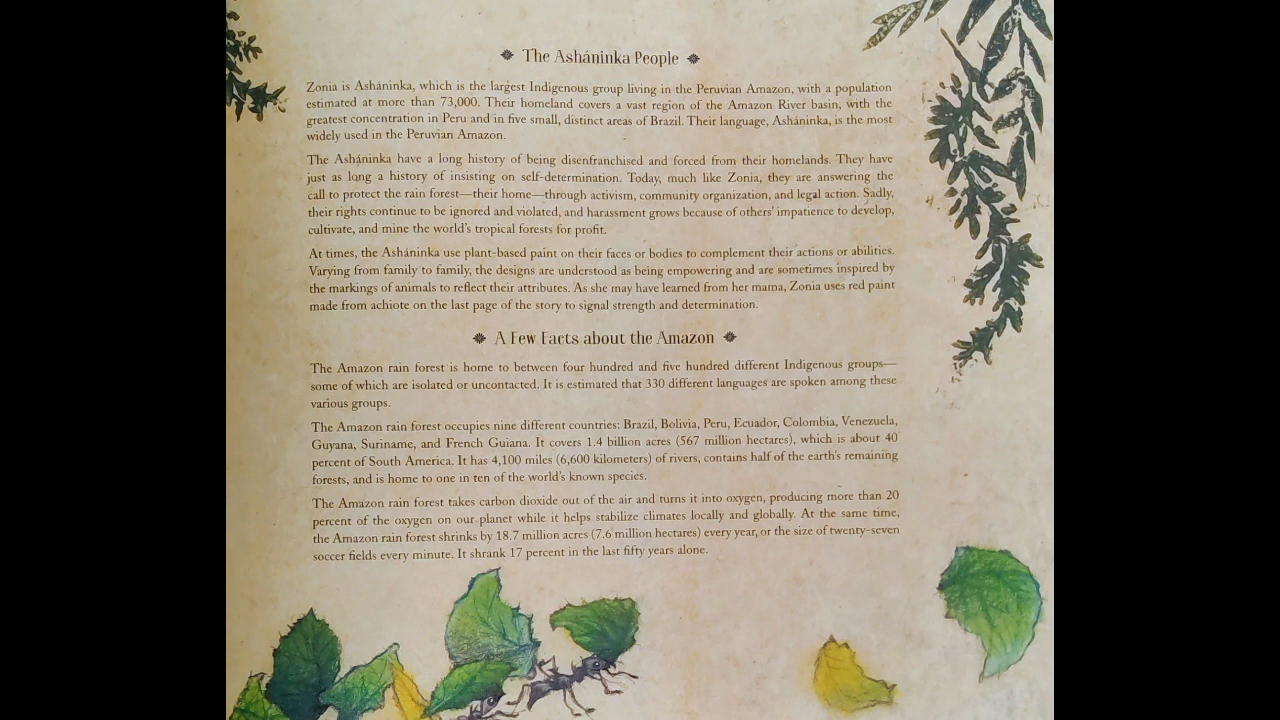 The Asháninka People
Zonia is Asháninka, which is the largest Indigenous group living in the Peruvian Amazon, with a population
estimated at more than 73,000. Their homeland covers a vast region of the Amazon River basin, with the
greatest concentration in Peru and in five small, distinct areas of Brazil. Their language, Asháninka, is the most
widely used in the Peruvian Amazon.
The Asháninka have a long history of being disenfranchised and forced from their homelands. They have
just as long a history of insisting on self-determination. Today, much like Zonia, they are answering the
call to protect the rain forest—their home—through activism, community organization, and legal action. Sadly,
their rights continue to be ignored and violated, and harassment grows because of others' impatience to develop,
cultivate, and mine the world's tropical forests for profit.
At times, the Asháninka use plant-based paint on their faces or bodies to complement their actions or abilities.
Varying from family to family, the designs are understood as being empowering and are sometimes inspired by
the markings of animals to reflect their attributes. As she may have learned from her mama, Zonia uses red paint
made from achiote on the last page of the story to signal strength and determination.
A Few Facts about the Amazon
The Amazon rain forest is home to between four hundred and five hundred different Indigenous groups—
some of which are isolated or uncontacted. It is estimated that 330 different languages are spoken among these
various groups.
The Amazon rain forest occupies nine different countries: Brazil, Bolivia, Peru, Ecuador, Colombia, Venezuela,
Guyana, Suriname, and French Guiana. It covers 1.4 billion acres (567 million hectares), which is about 40
percent of South America. It has 4,100 miles (6,600 kilometers) of rivers, contains half of the earth's remaining
forests, and is home to one in ten of the world's known species.
The Amazon rain forest takes carbon dioxide out of the air and turns it into oxygen, producing more than 20
percent of the oxygen on our planet while it helps stabilize climates locally and globally. At the same time,
the Amazon rain forest shrinks by 18.7 million acres (7.6 million hectares) every year, or the size of twenty-seven
soccer fields every minute. It shrank 17 percent in the last fifty years alone.